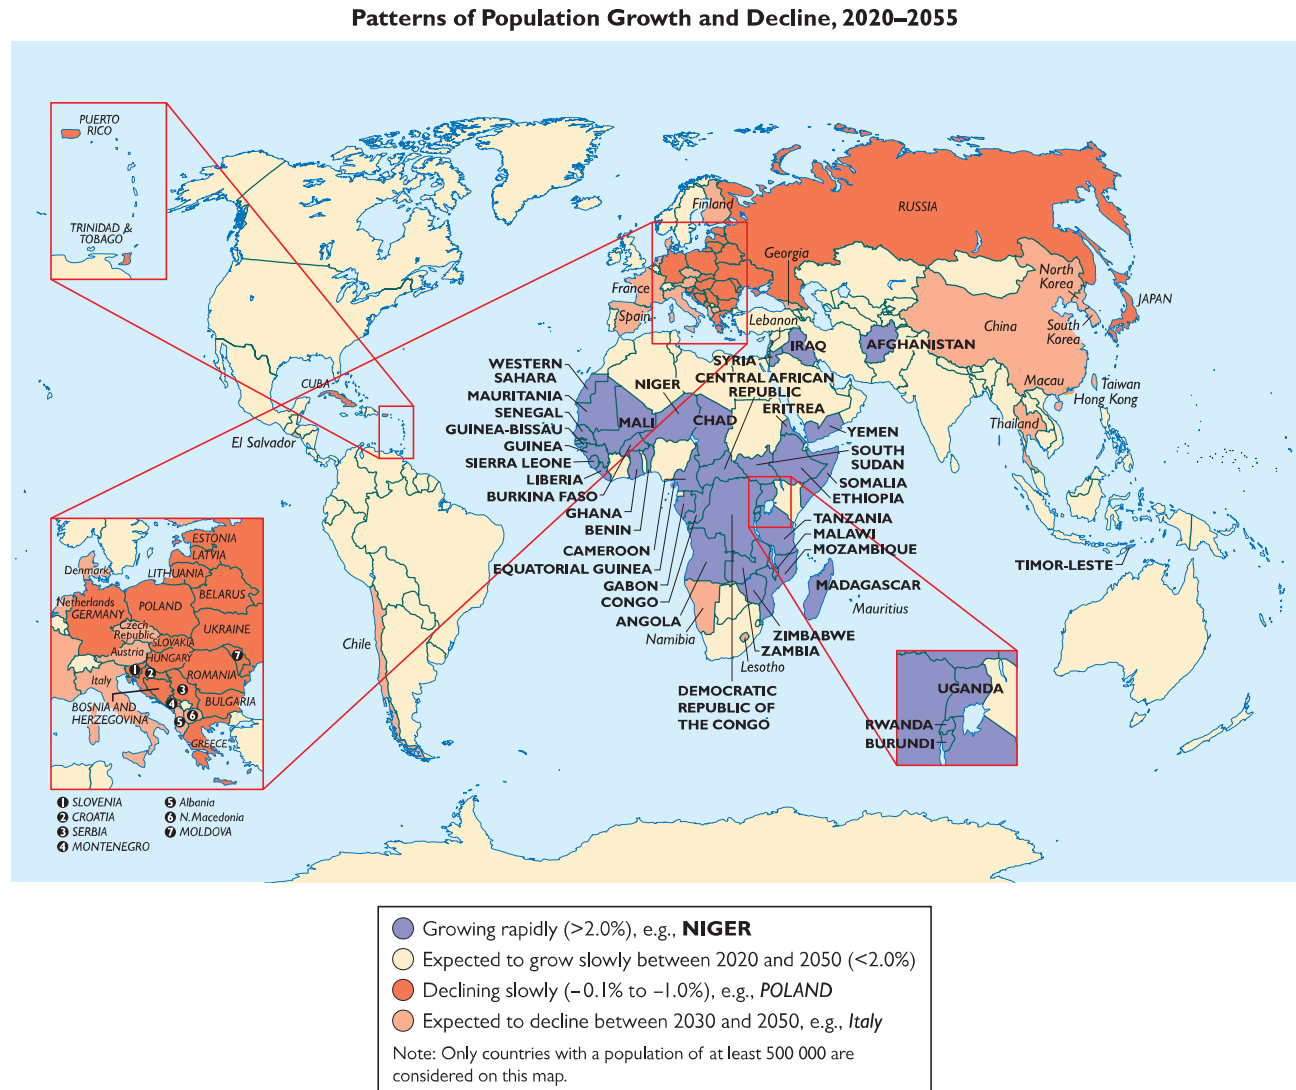 Patterns of Population Growth and Decline, 2020–2055
PUERTO
RICO
TRINIDAD &
TOBAGO
Finland
RUSSIA
Georgia
North
Korea
France
JAPAN
Spain
Lebanon
China
South
Korea
IRAQ
AFGHANISTAN
SYRIA
WESTERN
SAHARA
CENTRAL AFRICAN
REPUBLIC
NIGER
CUBA
Macau
Taiwan
Hong Kong
MAURITANIA
ERITREA
SENEGAL
MALI
CHAD
Thailand
GUINEA-BISSAU
YEMEN
El Salvador
GUINEA
SOUTH
SUDAN
SIERRA LEONE
LIBERIA
SOMALIA
BURKINA FASO
ETHIOPIA
GHANA
TANZANIA
BENIN
MALAWI
CAMEROON
MOZAMBIQUE
EQUATORIAL GUINEA
TIMOR-LESTE
GABON
MADAGASCAR
CONGO
Mauritius
ANGOLA
Namibia
ZIMBABWE
Chile
ZAMBIA
Lesotho
DEMOCRATIC
REPUBLIC OF
THE CONGO
UGANDA
RWANDA
BURUNDI
ESTONIA
LATVIA
Denmark
LITHUANIA
BELARUS
Netherlands
POLAND
GERMANY
Czech
Republic
UKRAINE
SLOVAKIA
Austria
HUNGARY
7
Italy
1
2
ROMANIA
3
BOSNIA AND
HERZEGOVINA
4
BULGARIA
5
6
GREECE
1 SLOVENIA
2 CROATIA
3 SERBIA
4 MONTENEGRO
5 Albania
6 N. Macedonia
7 MOLDOVA
Growing rapidly (>2.0%), e.g., NIGER
Expected to grow slowly between 2020 and 2050 (<2.0%)
Declining slowly (–0.1% to –1.0%), e.g., POLAND
Expected to decline between 2030 and 2050, e.g., Italy
Note: Only countries with a population of at least 500 000 are
considered on this map.